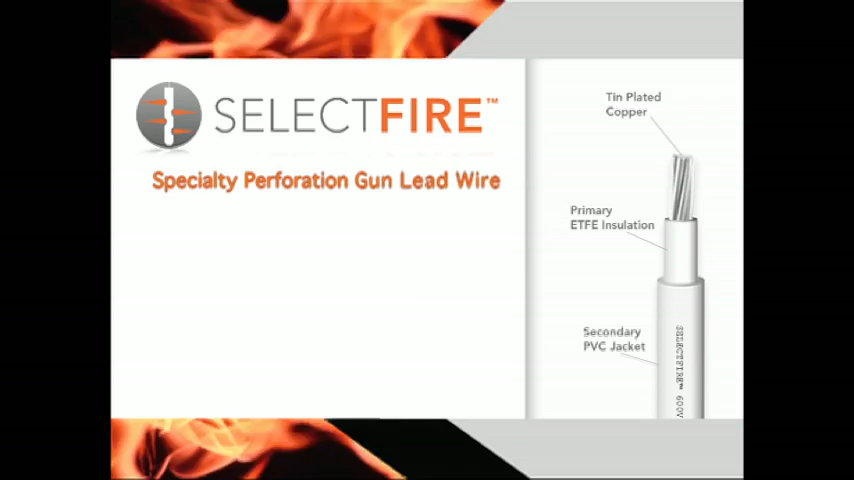 SELECTFIRE™
Specialty Perforation Gun Lead Wire
Tin Plated
Copper
Primary
ETFE Insulation
Secondary
PVC Jacket
SELECTFIRE™ 600V